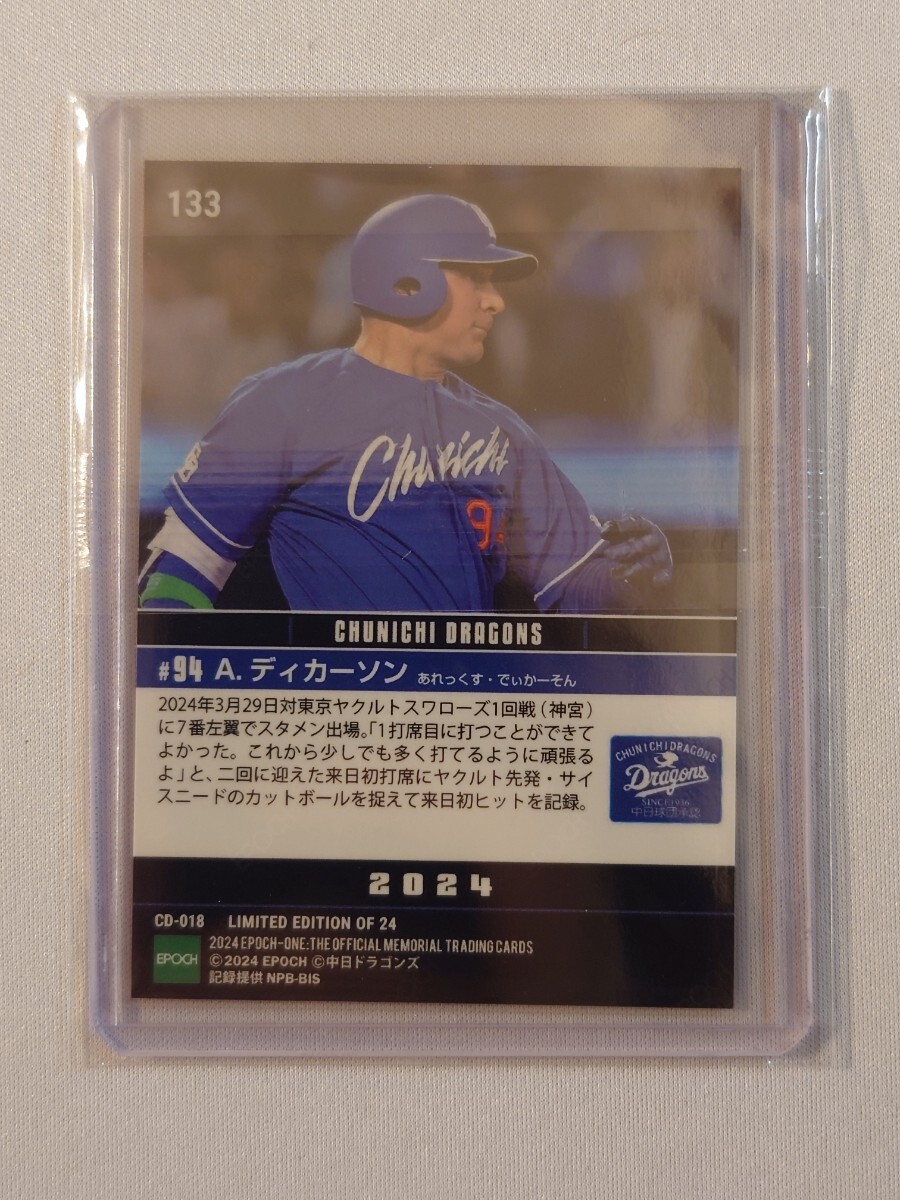 133
Chunichi
94
CHUNICHI DRAGONS
#94 A. ディカーソン あれっくす・でぃかーそん
2024年3月29日対東京ヤクルトスワローズ1回戦（神宮）
に7番左翼でスタメン出場。「1打席目に打つことができて
よかった。これから少しでも多く打てるように頑張る
よ」と、二回に迎えた来日初打席にヤクルト先発・サイ
スニードのカットボールを捉えて来日初ヒットを記録。
CHUNICHI DRAGONS
Dragons
SINCE 1936
中日球団承認
2024
CD-018 LIMITED EDITION OF 24
EPOCH
2024 EPOCH-ONE:THE OFFICIAL MEMORIAL TRADING CARDS
©2024 EPOCH ©中日ドラゴンズ
記録提供 NPB-BIS